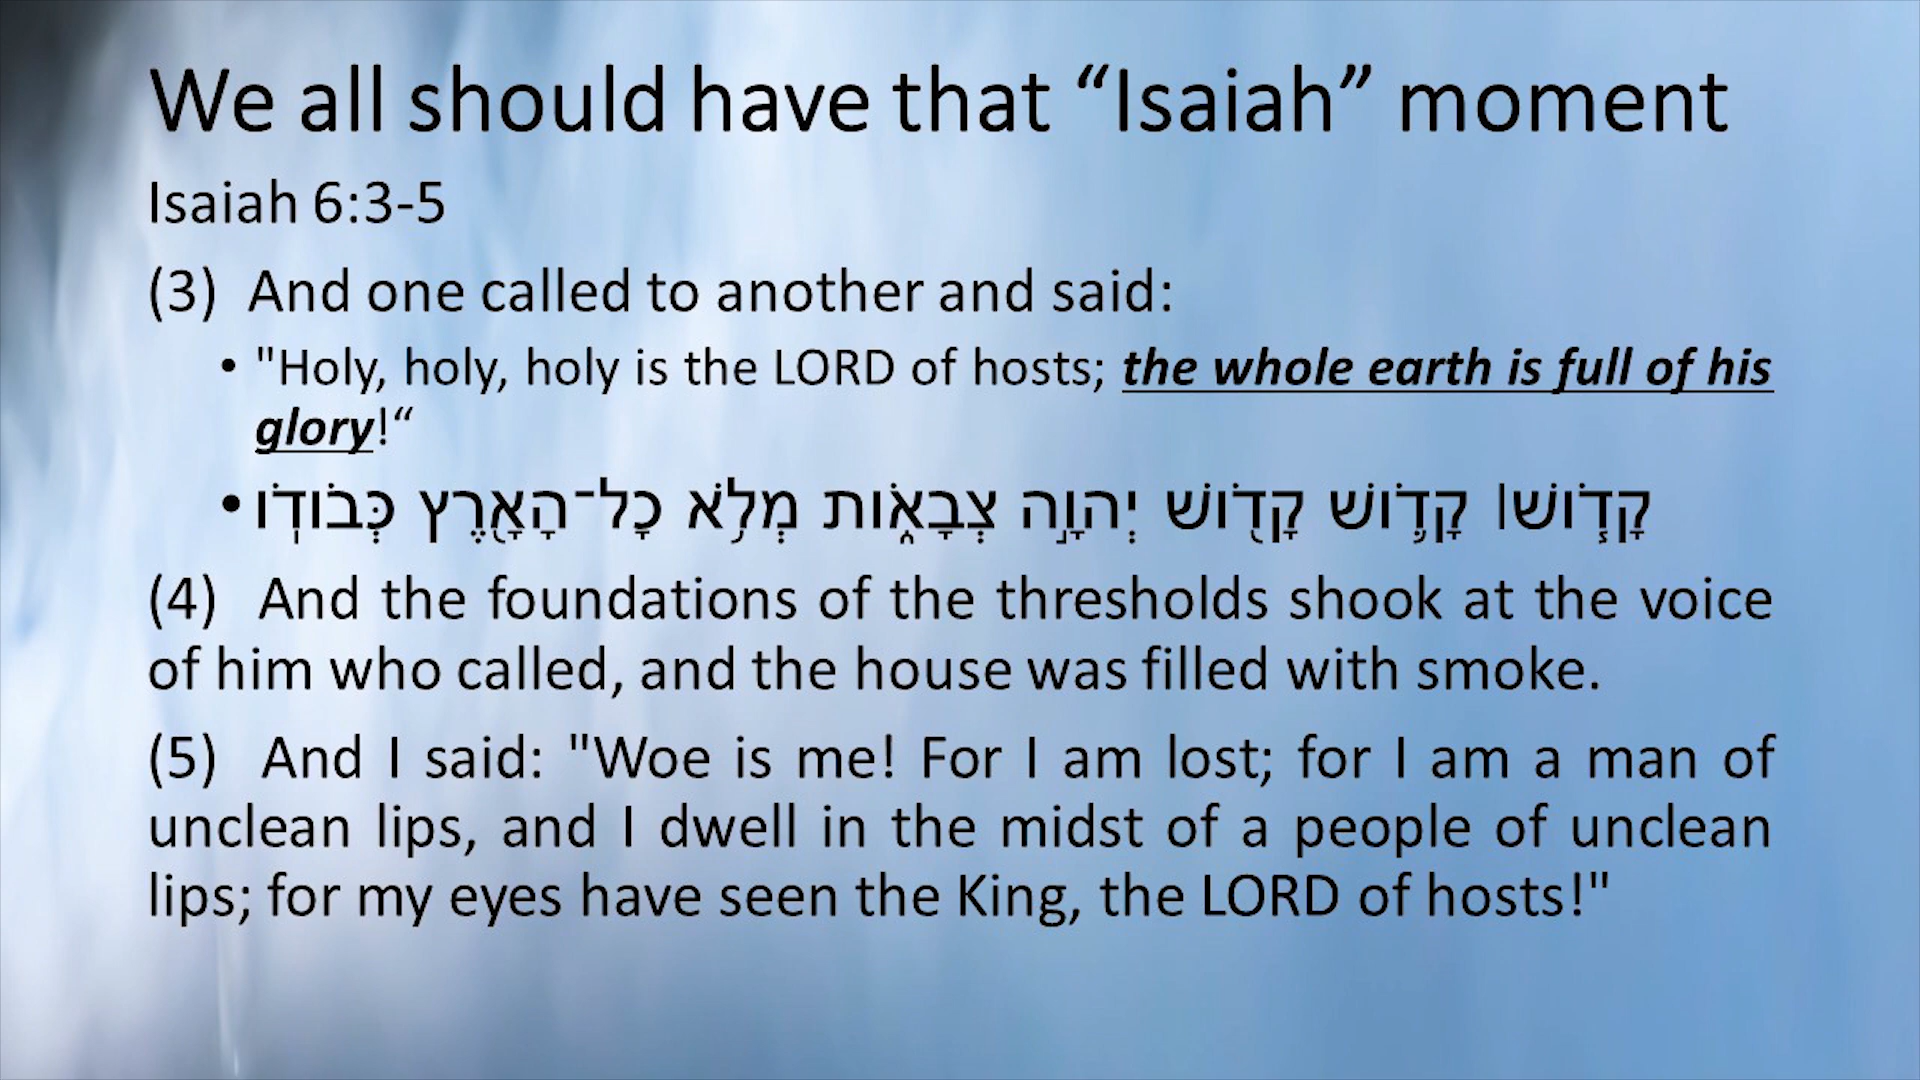 We all should have that “Isaiah” moment
Isaiah 6:3-5
(3) And one called to another and said:
• "Holy, holy, holy is the LORD of hosts; the whole earth is full of his
glory!“
• קָד֧וֹשׁ׀ קָד֛וֹשׁ קָד֖וֹשׁ יְהוָ֣ה צְבָא֑וֹת מְלֹ֥א כָל־הָאָ֖רֶץ כְּבוֹדֽוֹ
(4) And the foundations of the thresholds shook at the voice
of him who called, and the house was filled with smoke.
(5) And I said: "Woe is me! For I am lost; for I am a man of
unclean lips, and I dwell in the midst of a people of unclean
lips; for my eyes have seen the King, the LORD of hosts!"